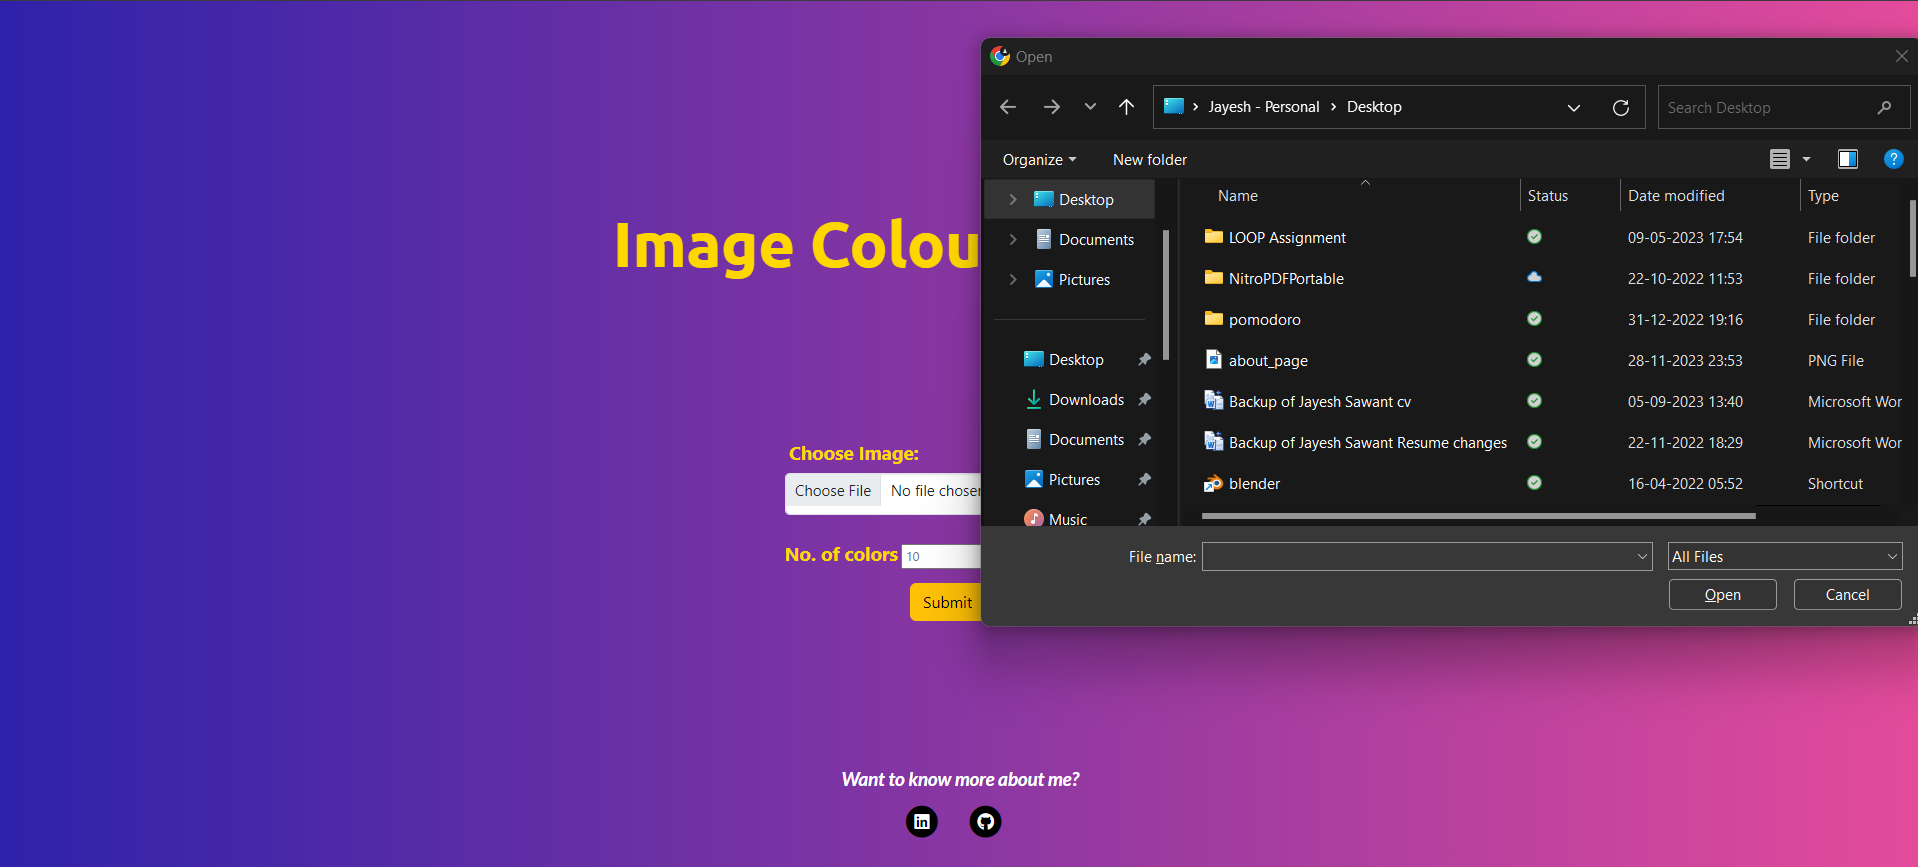 Open
Jayesh - Personal
Desktop
Search Desktop
Organize
New folder
?
Name
Status
Date modified
Type
Desktop
Documents
Pictures
Desktop
Downloads
Documents
Pictures
Music
LOOP Assignment
09-05-2023 17:54
File folder
NitroPDFPortable
22-10-2022 11:53
File folder
pomodoro
31-12-2022 19:16
File folder
about_page
28-11-2023 23:53
PNG File
Backup of Jayesh Sawant cv
05-09-2023 13:40
Microsoft Wor
Backup of Jayesh Sawant Resume changes
22-11-2022 18:29
Microsoft Wor
blender
16-04-2022 05:52
Shortcut
File name:
All Files
Open
Cancel
Image Colou
Choose Image:
Choose File
No file chosen
No. of colors
10
Submit
Want to know more about me?
in